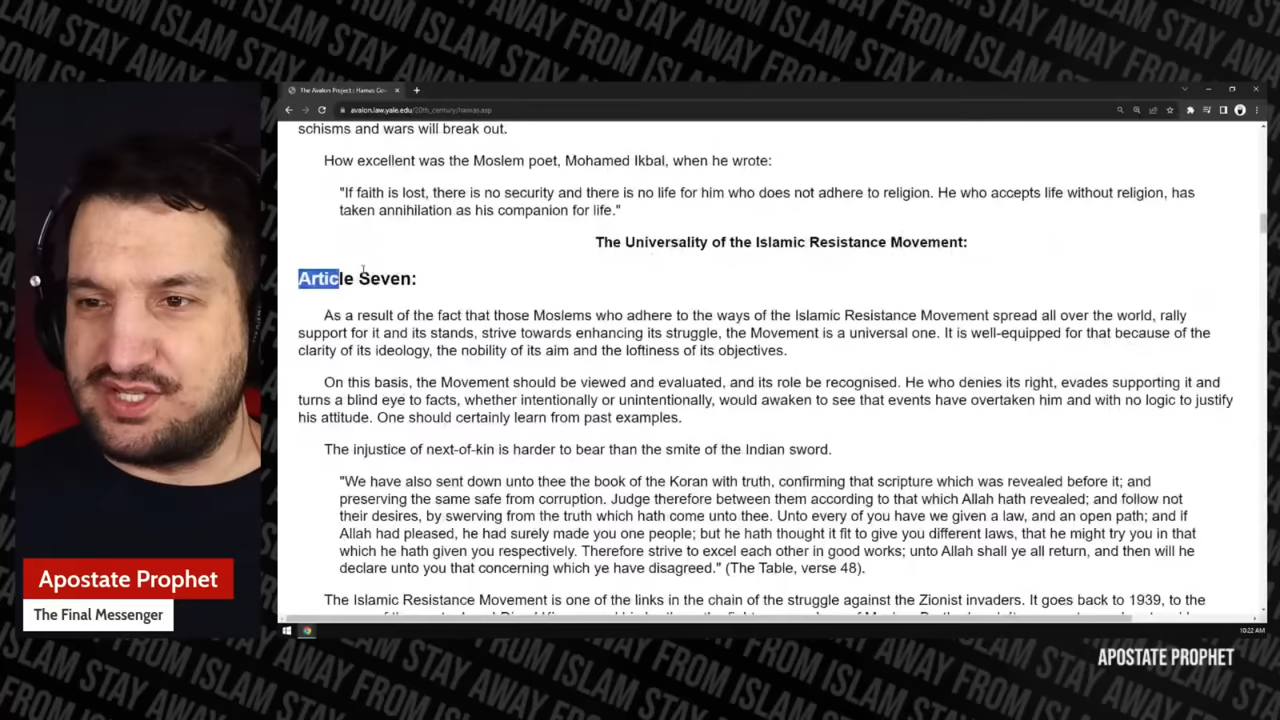 STAY AWAY FROM ISLAM STAY AWAY FROM ISLAM
The Avalon Project : Hamas Cov
avalon.law.yale.edu/20th_century/hamas.asp
schisms and wars will break out.
How excellent was the Moslem poet, Mohamed Ikbal, when he wrote:
"If faith is lost, there is no security and there is no life for him who does not adhere to religion. He who accepts life without religion, has
taken annihilation as his companion for life."
The Universality of the Islamic Resistance Movement:
Article Seven:
As a result of the fact that those Moslems who adhere to the ways of the Islamic Resistance Movement spread all over the world, rally
support for it and its stands, strive towards enhancing its struggle, the Movement is a universal one. It is well-equipped for that because of the
clarity of its ideology, the nobility of its aim and the loftiness of its objectives.
On this basis, the Movement should be viewed and evaluated, and its role be recognised. He who denies its right, evades supporting it and
turns a blind eye to facts, whether intentionally or unintentionally, would awaken to see that events have overtaken him and with no logic to justify
his attitude. One should certainly learn from past examples.
The injustice of next-of-kin is harder to bear than the smite of the Indian sword.
"We have also sent down unto thee the book of the Koran with truth, confirming that scripture which was revealed before it; and
preserving the same safe from corruption. Judge therefore between them according to that which Allah hath revealed; and follow not
their desires, by swerving from the truth which hath come unto thee. Unto every of you have we given a law, and an open path; and if
Allah had pleased, he had surely made you one people; but he hath thought it fit to give you different laws, that he might try you in that
which he hath given you respectively. Therefore strive to excel each other in good works; unto Allah shall ye all return, and then will he
declare unto you that concerning which ye have disagreed." (The Table, verse 48).
The Islamic Resistance Movement is one of the links in the chain of the struggle against the Zionist invaders. It goes back to 1939, to the
10:22 AM
Apostate Prophet
The Final Messenger
APOSTATE PROPHET